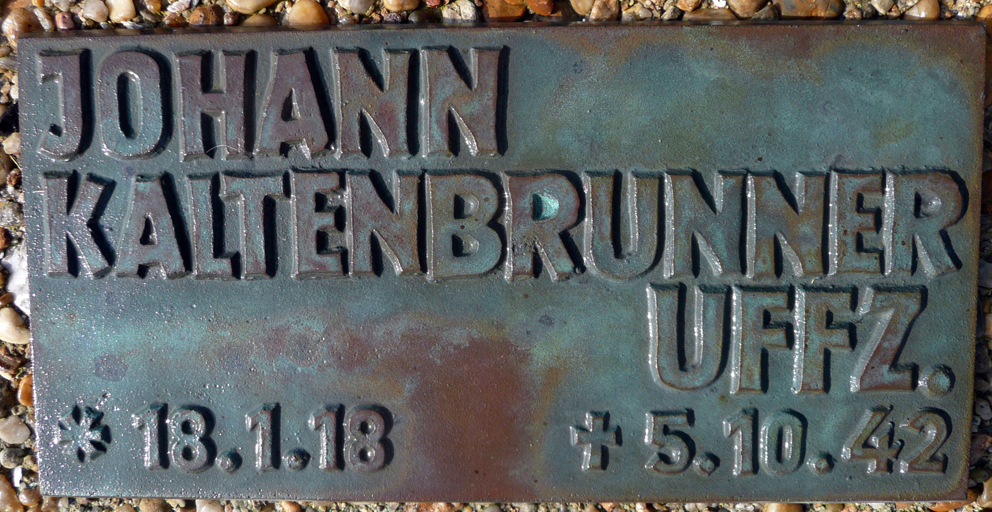 JOHANN
KALTENBRUNNER
UFFZ.
* 18.1.18 + 5.10.42